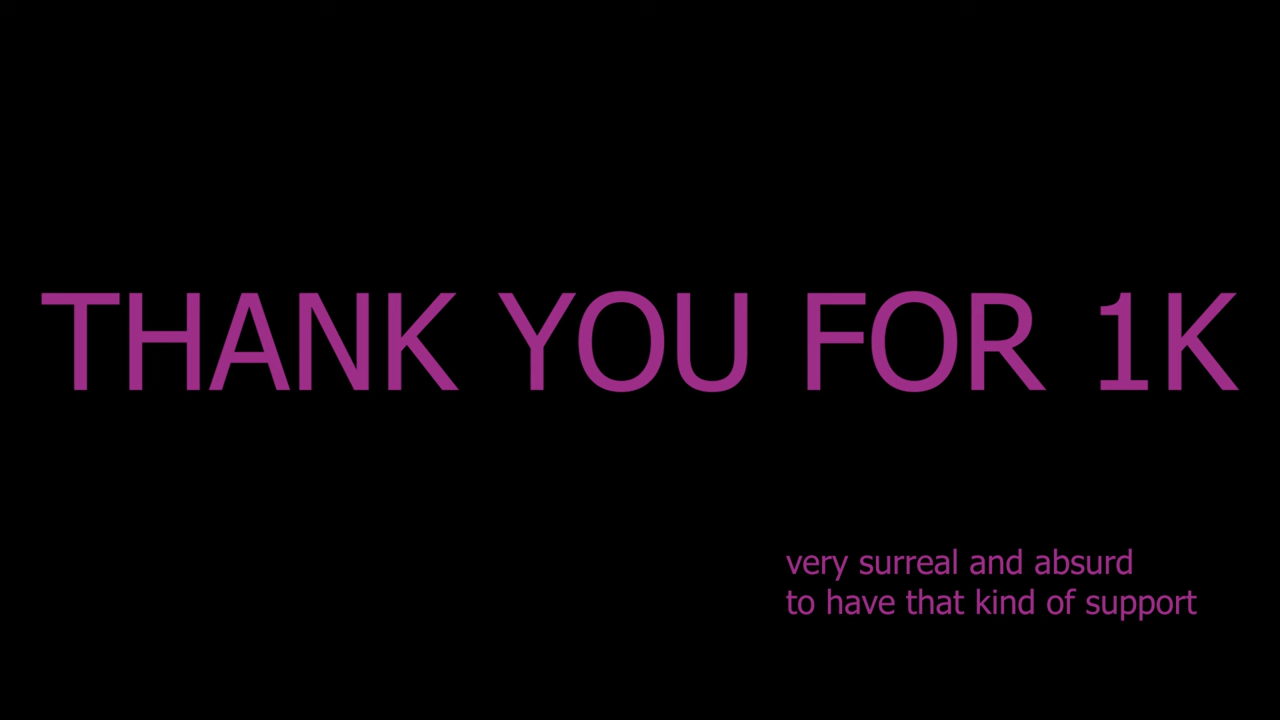 THANK YOU FOR 1K
very surreal and absurd
to have that kind of support